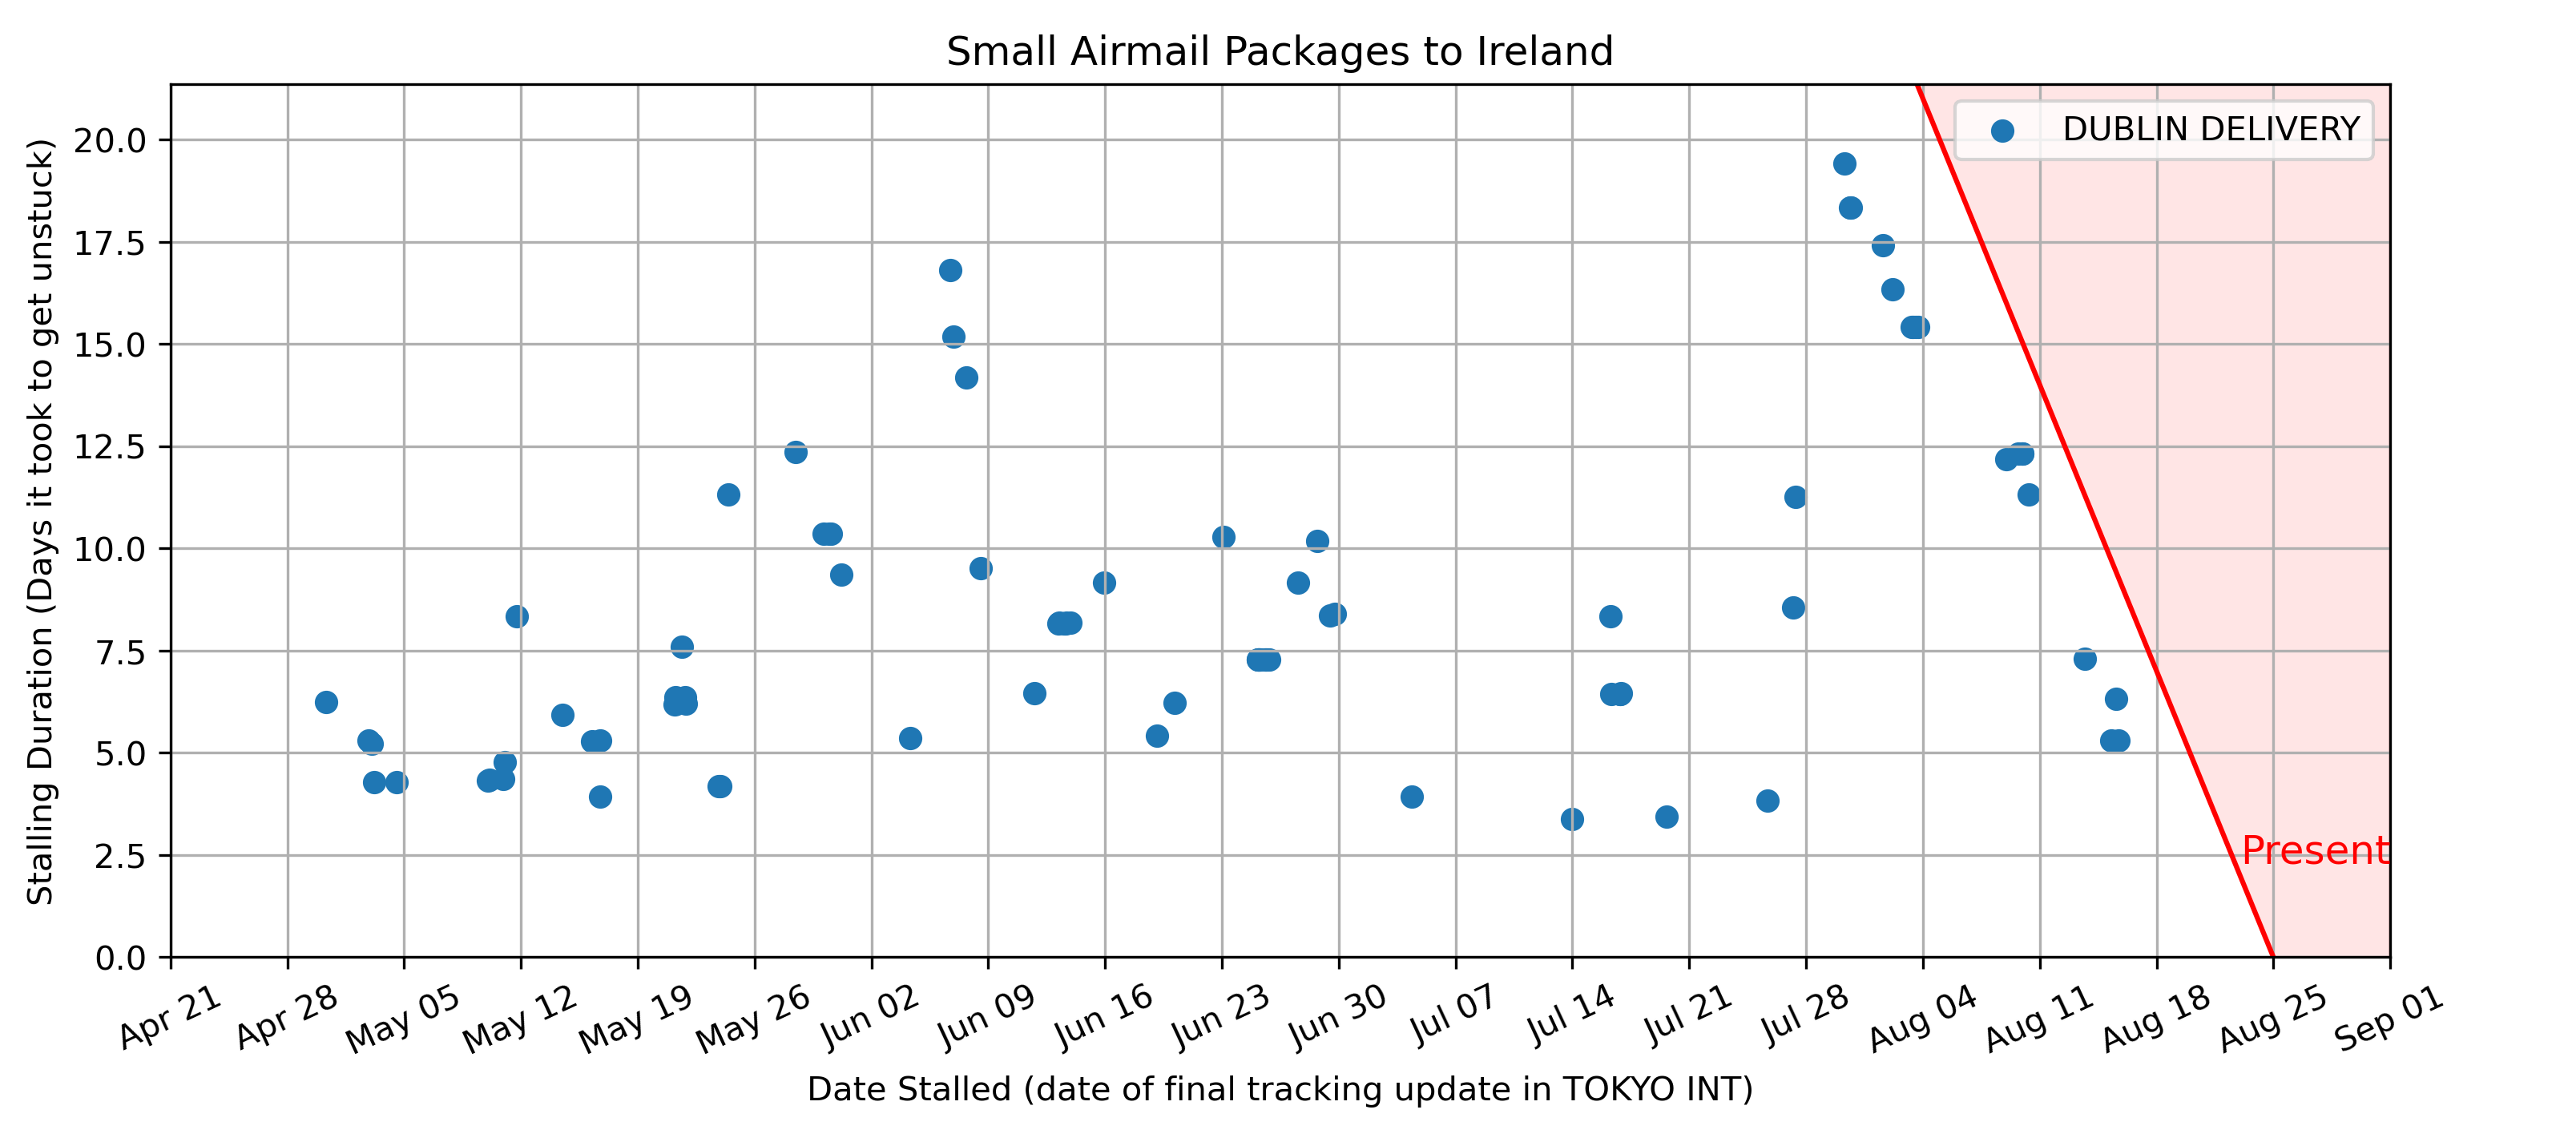 Small Airmail Packages to Ireland
DUBLIN DELIVERY
Stalling Duration (Days it took to get unstuck)
20.0
17.5
15.0
12.5
10.0
7.5
5.0
2.5
0.0
Present
Apr 21 Apr 28 May 05 May 12 May 19 May 26 Jun 02 Jun 09 Jun 16 Jun 23 Jun 30 Jul 07 Jul 14 Jul 21 Jul 28 Aug 04 Aug 11 Aug 18 Aug 25 Sep 01
Date Stalled (date of final tracking update in TOKYO INT)